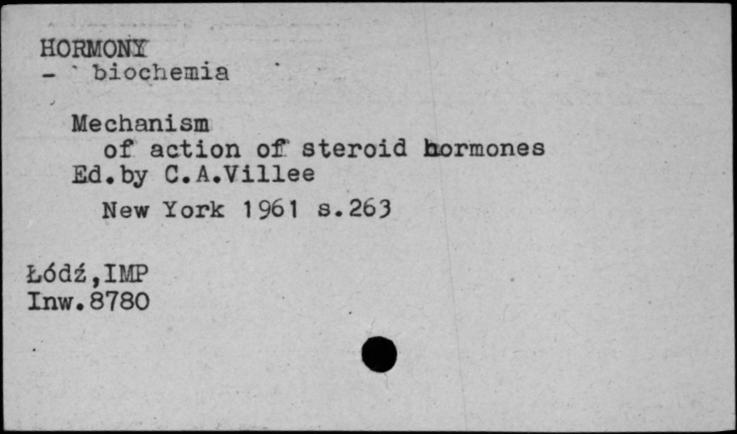 HORMONY
- biochemia
Mechanism
of action of steroid hormones
Ed.by C.A.Villee
New York 1961 s.263
Łódź,IMP
Inw.8780